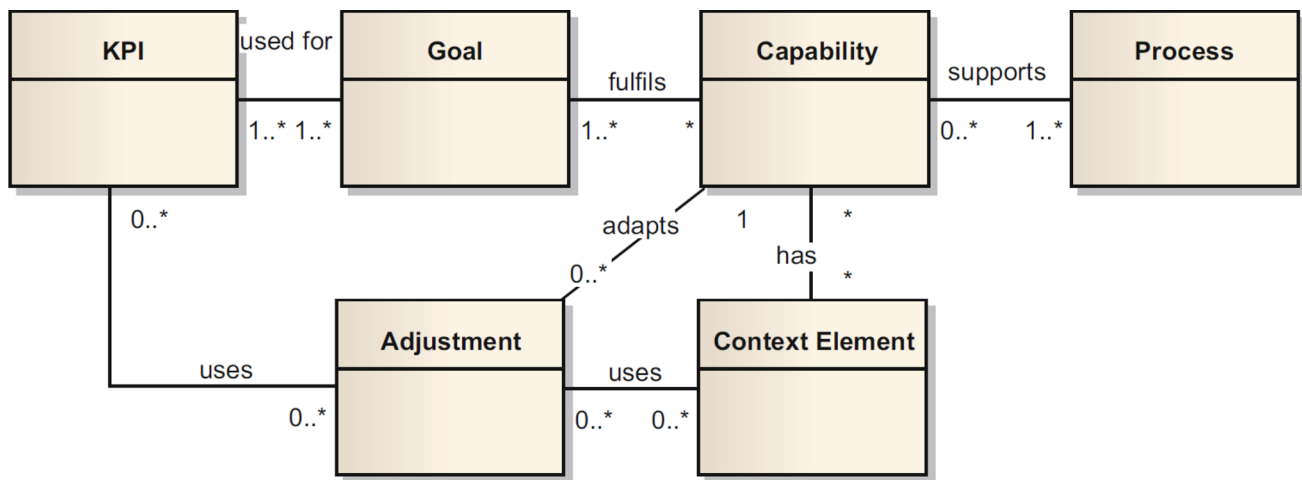 KPI
used for
Goal
Capability
Process
fulfils
supports
1..* 1..*
1..*
*
0..*
1..*
0..*
adapts
1
*
has
0..*
*
Adjustment
Context Element
uses
uses
0..*
0..*
0..*